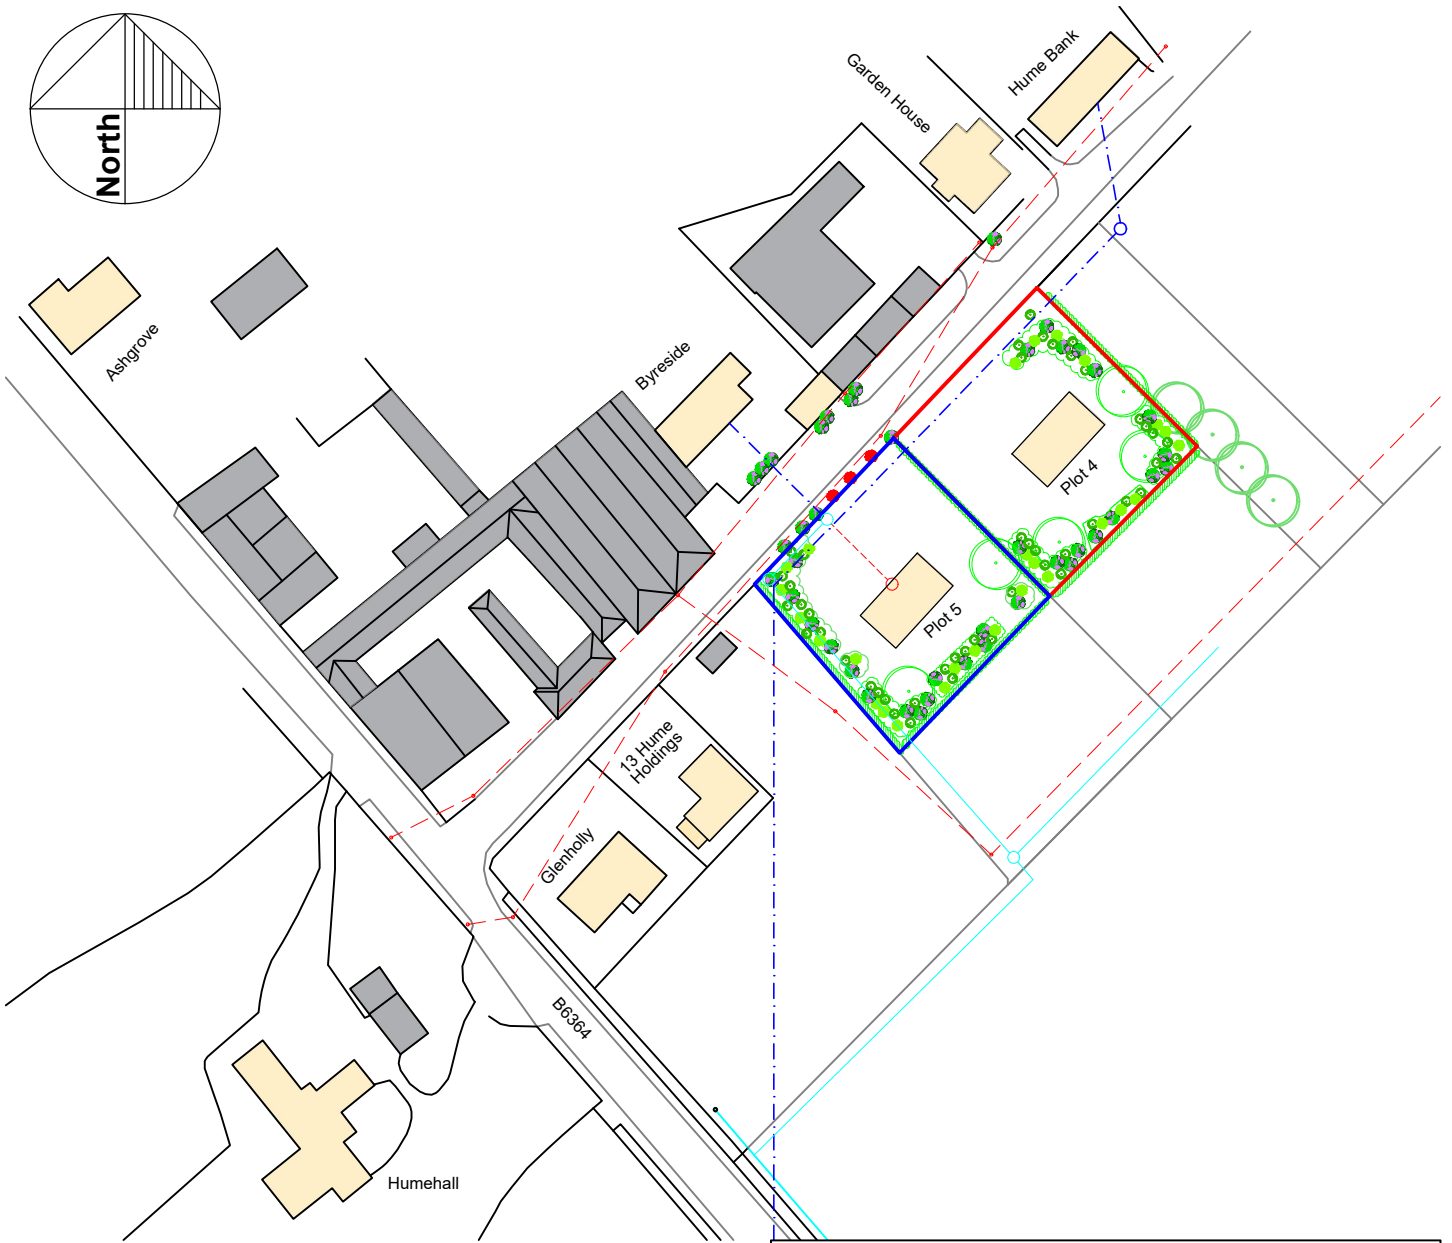 North
Hume Bank
Garden House
Ashgrove
Byreside
Plot 4
Plot 5
13 Hume
Holdings
Glenholly
B6364
Humehall